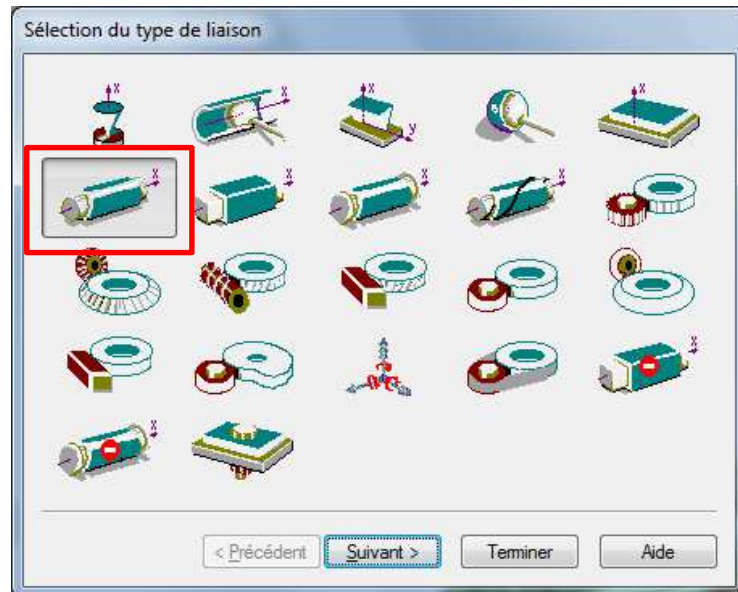 Sélection du type de liaison
x
x
x
y
x
x
x
x
x
x
x
< Précédent
Suivant >
Terminer
Aide